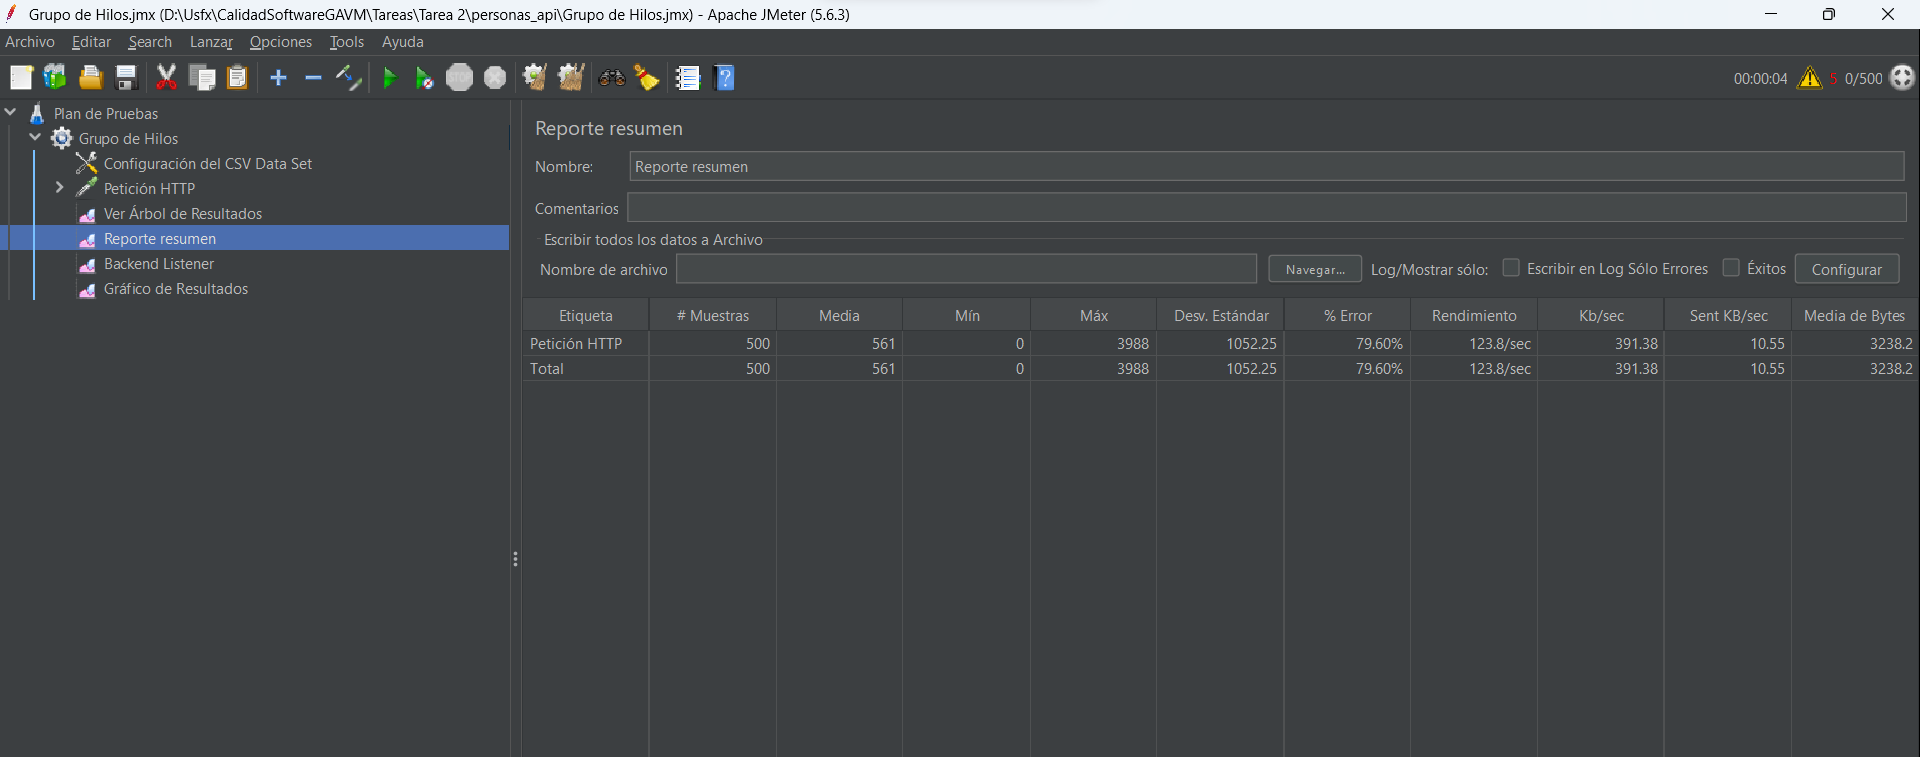 Grupo de Hilos.jmx (D:\Usfx\CalidadSoftwareGAVM\Tareas\Tarea 2\personas_api\Grupo de Hilos.jmx) - Apache JMeter (5.6.3)
Archivo Editar Search Lanzar Opciones Tools Ayuda
STOP 00:00:04 5 0/500
Plan de Pruebas
Grupo de Hilos
Configuración del CSV Data Set
Petición HTTP
Ver Árbol de Resultados
Reporte resumen
Backend Listener
Gráfico de Resultados
Reporte resumen
Nombre: Reporte resumen
Comentarios
Escribir todos los datos a Archivo
Nombre de archivo Navegar... Log/Mostrar sólo: Escribir en Log Sólo Errores Éxitos Configurar
Etiqueta # Muestras Media Mín Máx Desv. Estándar % Error Rendimiento Kb/sec Sent KB/sec Media de Bytes
Petición HTTP 500 561 0 3988 1052.25 79.60% 123.8/sec 391.38 10.55 3238.2
Total 500 561 0 3988 1052.25 79.60% 123.8/sec 391.38 10.55 3238.2